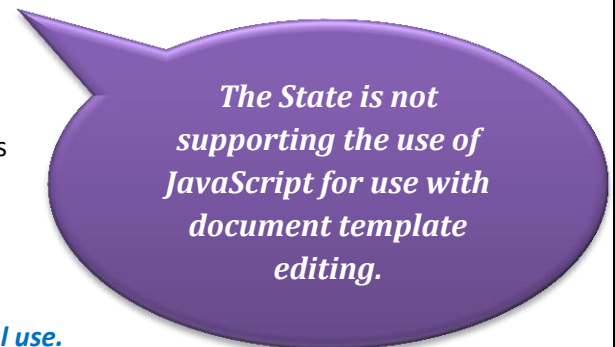 The State is not
supporting the use of
s
JavaScript for use with
document template
editing.
l use.